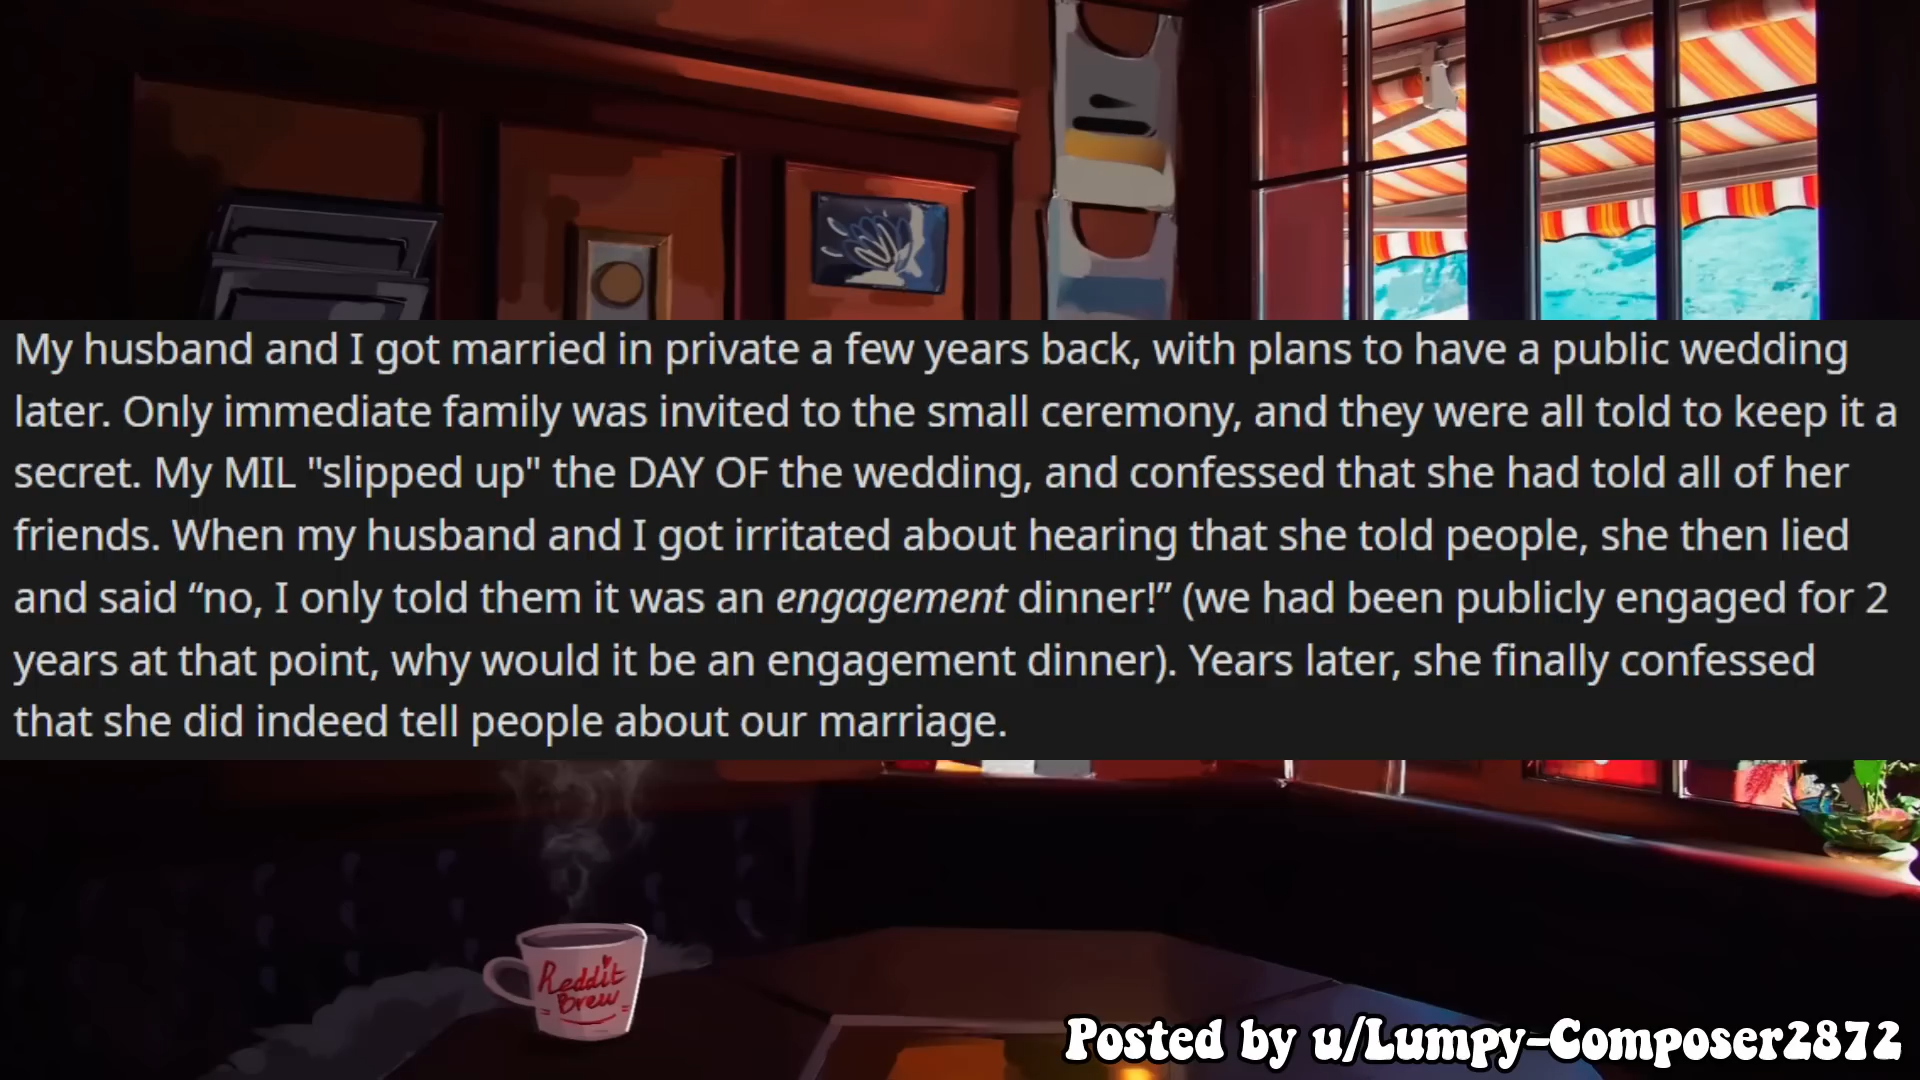 My husband and I got married in private a few years back, with plans to have a public wedding
later. Only immediate family was invited to the small ceremony, and they were all told to keep it a
secret. My MIL "slipped up" the DAY OF the wedding, and confessed that she had told all of her
friends. When my husband and I got irritated about hearing that she told people, she then lied
and said “no, I only told them it was an engagement dinner!” (we had been publicly engaged for 2
years at that point, why would it be an engagement dinner). Years later, she finally confessed
that she did indeed tell people about our marriage.
Reddit
Brew
Posted by u/Lumpy-Composer2872